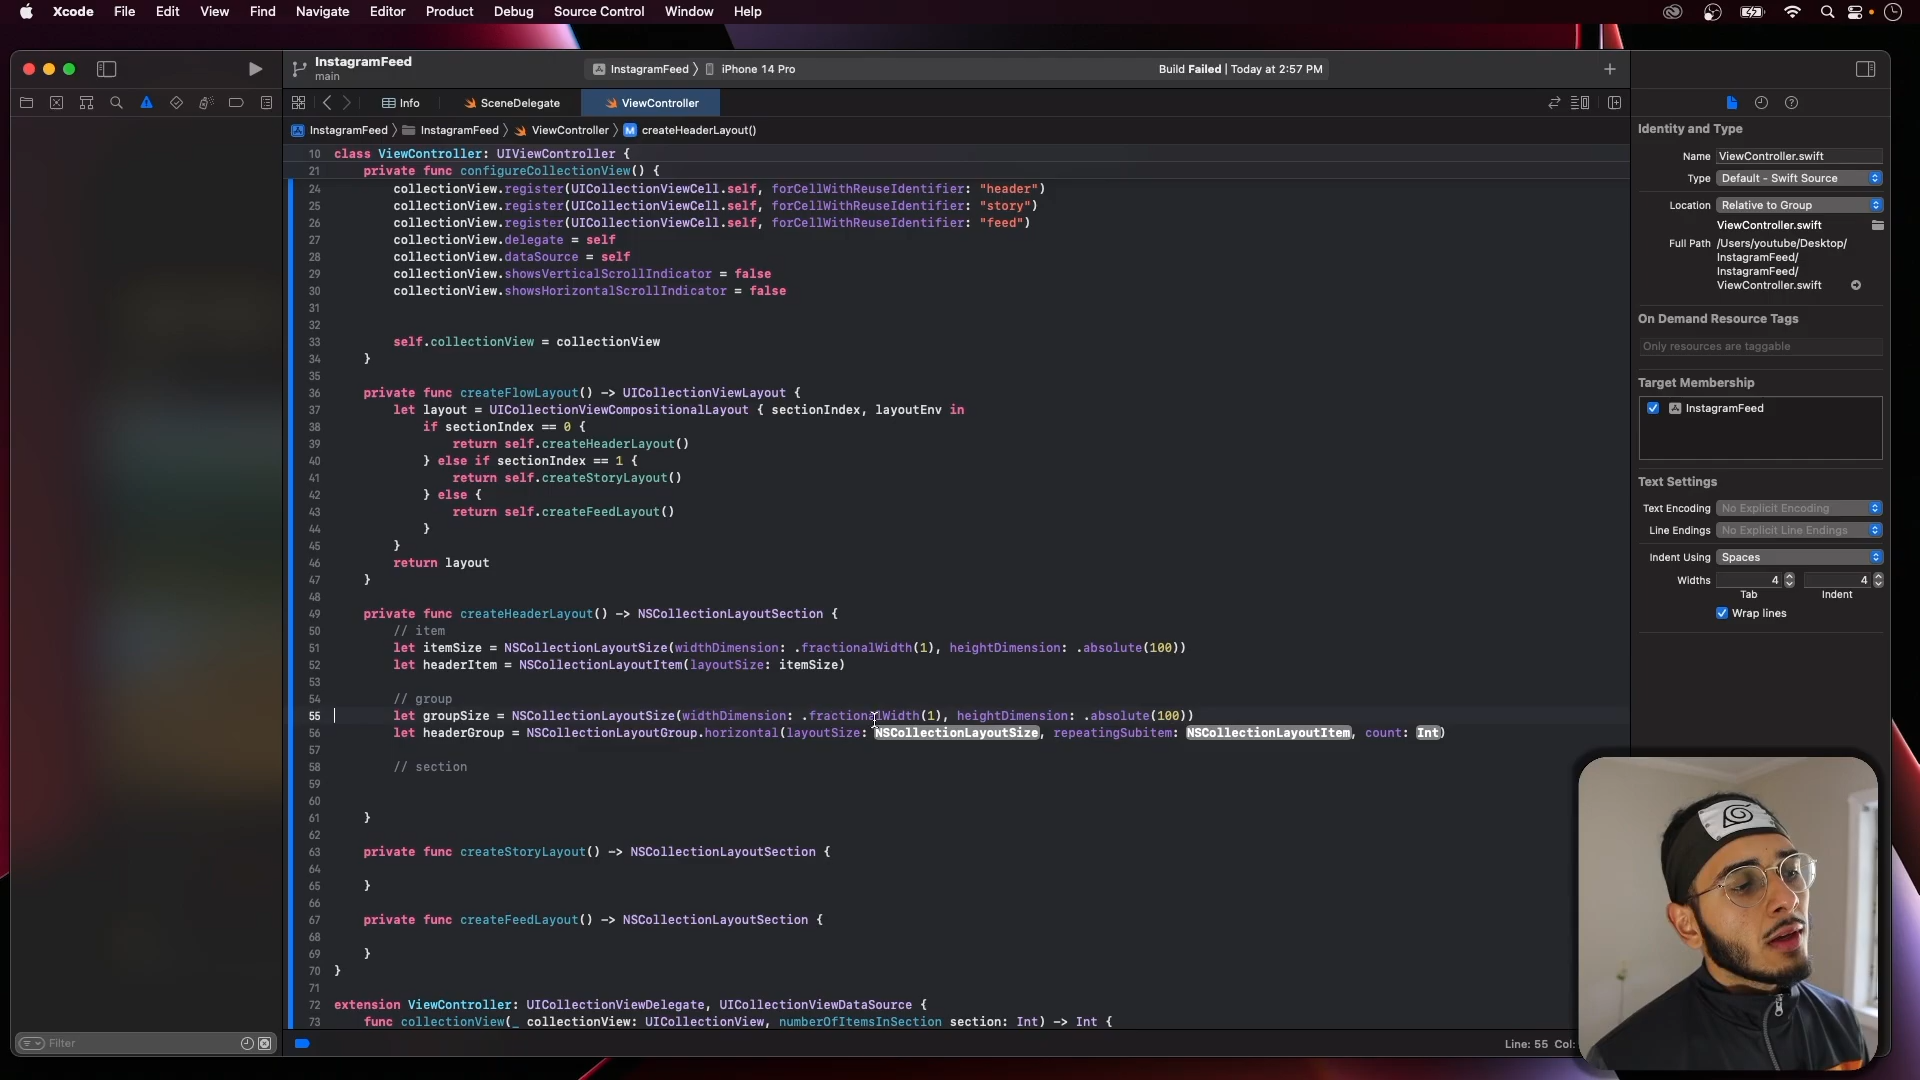 Xcode File Edit View Find Navigate Editor Product Debug Source Control Window Help
InstagramFeed
main
InstagramFeed 〉 iPhone 14 Pro
Build Failed | Today at 2:57 PM
Info
SceneDelegate
ViewController
InstagramFeed 〉 InstagramFeed 〉 ViewController 〉 M createHeaderLayout()
10 class ViewController: UIViewController {
21 private func configureCollectionView() {
24 collectionView.register(UICollectionViewCell.self, forCellWithReuseIdentifier: "header")
25 collectionView.register(UICollectionViewCell.self, forCellWithReuseIdentifier: "story")
26 collectionView.register(UICollectionViewCell.self, forCellWithReuseIdentifier: "feed")
27 collectionView.delegate = self
28 collectionView.dataSource = self
29 collectionView.showsVerticalScrollIndicator = false
30 collectionView.showsHorizontalScrollIndicator = false
31
32
33 self.collectionView = collectionView
34 }
35
36 private func createFlowLayout() -> UICollectionViewLayout {
37 let layout = UICollectionViewCompositionalLayout { sectionIndex, layoutEnv in
38 if sectionIndex == 0 {
39 return self.createHeaderLayout()
40 } else if sectionIndex == 1 {
41 return self.createStoryLayout()
42 } else {
43 return self.createFeedLayout()
44 }
45 }
46 return layout
47 }
48
49 private func createHeaderLayout() -> NSCollectionLayoutSection {
50 // item
51 let itemSize = NSCollectionLayoutSize(widthDimension: .fractionalWidth(1), heightDimension: .absolute(100))
52 let headerItem = NSCollectionLayoutItem(layoutSize: itemSize)
53
54 // group
55 let groupSize = NSCollectionLayoutSize(widthDimension: .fractionalWidth(1), heightDimension: .absolute(100))
56 let headerGroup = NSCollectionLayoutGroup.horizontal(layoutSize: NSCollectionLayoutSize, repeatingSubitem: NSCollectionLayoutItem, count: Int)
57
58 // section
59
60
61 }
62
63 private func createStoryLayout() -> NSCollectionLayoutSection {
64
65 }
66
67 private func createFeedLayout() -> NSCollectionLayoutSection {
68
69 }
70 }
71
72 extension ViewController: UICollectionViewDelegate, UICollectionViewDataSource {
73 func collectionView(_ collectionView: UICollectionView, numberOfItemsInSection section: Int) -> Int {
Filter
Line: 55 Col:
Identity and Type
Name ViewController.swift
Type Default - Swift Source
Location Relative to Group
ViewController.swift
Full Path /Users/youtube/Desktop/
InstagramFeed/
InstagramFeed/
ViewController.swift
On Demand Resource Tags
Only resources are taggable
Target Membership
InstagramFeed
Text Settings
Text Encoding No Explicit Encoding
Line Endings No Explicit Line Endings
Indent Using Spaces
Widths 4 4
Tab Indent
Wrap lines